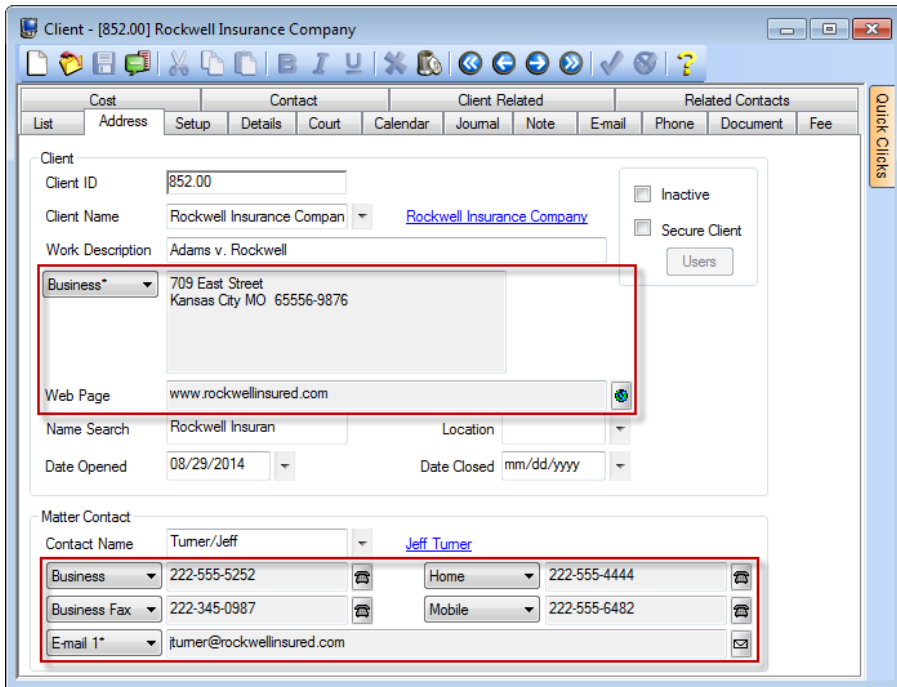 Client - [852.00] Rockwell Insurance Company
B I U ?
Cost Contact Client Related Related Contacts
List Address Setup Details Court Calendar Journal Note E-mail Phone Document Fee
Quick Clicks
Client
Client ID 852.00
Inactive
Client Name Rockwell Insurance Compan Rockwell Insurance Company
Secure Client
Work Description Adams v. Rockwell
Users
Business* 709 East Street
Kansas City MO 65556-9876
Web Page www.rockwellinsured.com
Name Search Rockwell Insuran Location
Date Opened 08/29/2014 Date Closed mm/dd/yyyy
Matter Contact
Contact Name Turner/Jeff Jeff Turner
Business 222-555-5252 Home 222-555-4444
Business Fax 222-345-0987 Mobile 222-555-6482
E-mail 1* jturner@rockwellinsured.com